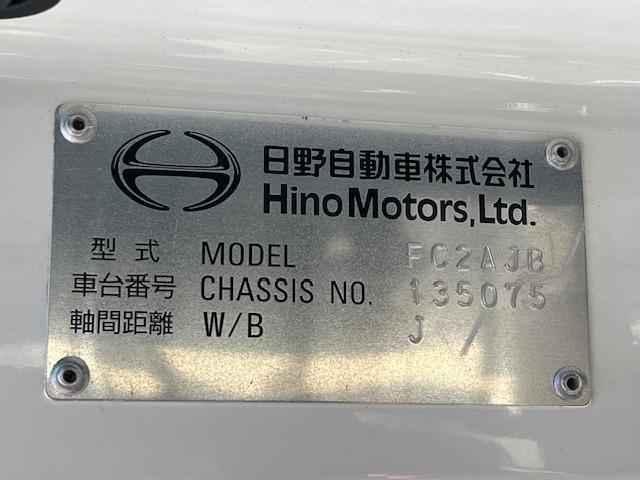 日野自動車株式会社
Hino Motors, Ltd.
型式 MODEL FC2AJB
車台番号 CHASSIS NO. 135075
軸間距離 W/B J